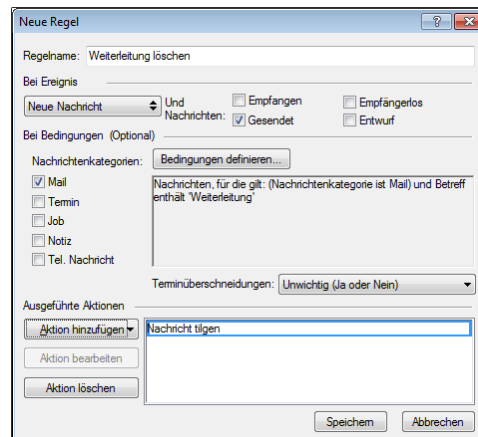 Neue Regel
Regelname: Weiterleitung löschen
Bei Ereignis
Neue Nachricht Und Nachrichten: Empfangen Empfängerlos
Gesendet Entwurf
Bei Bedingungen (Optional)
Nachrichtenkategorien: Bedingungen definieren...
Mail
Termin
Job
Notiz
Tel. Nachricht
Nachrichten, für die gilt: (Nachrichtenkategorie ist Mail) und Betreff
enthält 'Weiterleitung'
Terminüberschneidungen: Unwichtig (Ja oder Nein)
Ausgeführte Aktionen
Aktion hinzufügen Nachricht tilgen
Aktion bearbeiten
Aktion löschen
Speichern Abbrechen